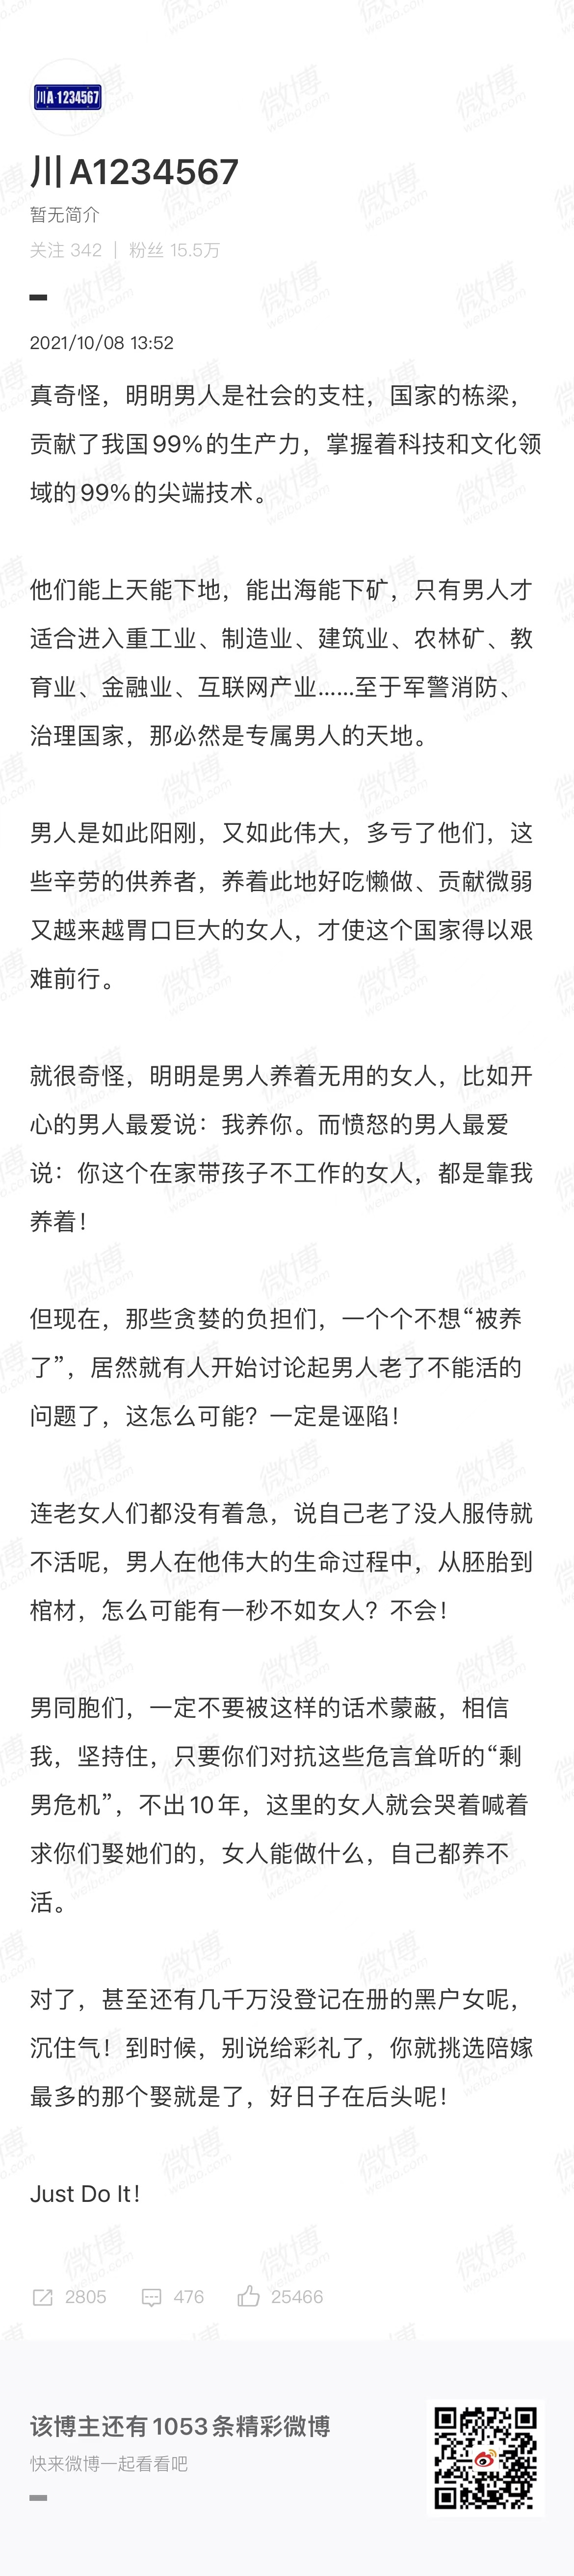 川A·1234567
川A1234567
暂无简介
关注 342 | 粉丝 15.5万
2021/10/08 13:52
真奇怪，明明男人是社会的支柱，国家的栋梁，
贡献了我国99%的生产力，掌握着科技和文化领
域的99%的尖端技术。
他们能上天能下地，能出海能下矿，只有男人才
适合进入重工业、制造业、建筑业、农林矿、教
育业、金融业、互联网产业……至于军警消防、
治理国家，那必然是专属男人的天地。
男人是如此阳刚，又如此伟大，多亏了他们，这
些辛劳的供养者，养着此地好吃懒做、贡献微弱
又越来越胃口巨大的女人，才使这个国家得以艰
难前行。
就很奇怪，明明是男人养着无用的女人，比如开
心的男人最爱说：我养你。而愤怒的男人最爱
说：你这个在家带孩子不工作的女人，都是靠我
养着！
但现在，那些贪婪的负担们，一个个不想“被养
了”，居然就有人开始讨论起男人老了不能活的
问题了，这怎么可能？一定是诬陷！
连老女人们都没有着急，说自己老了没人服侍就
不活呢，男人在他伟大的生命过程中，从胚胎到
棺材，怎么可能有一秒不如女人？不会！
男同胞们，一定不要被这样的话术蒙蔽，相信
我，坚持住，只要你们对抗这些危言耸听的“剩
男危机”，不出10年，这里的女人就会哭着喊着
求你们娶她们的，女人能做什么，自己都养不
活。
对了，甚至还有几千万没登记在册的黑户女呢，
沉住气！到时候，别说给彩礼了，你就挑选陪嫁
最多的那个娶就是了，好日子在后头呢！
Just Do It！
2805 476 25466
该博主还有1053条精彩微博
快来微博一起看看吧
微博
weibo.com